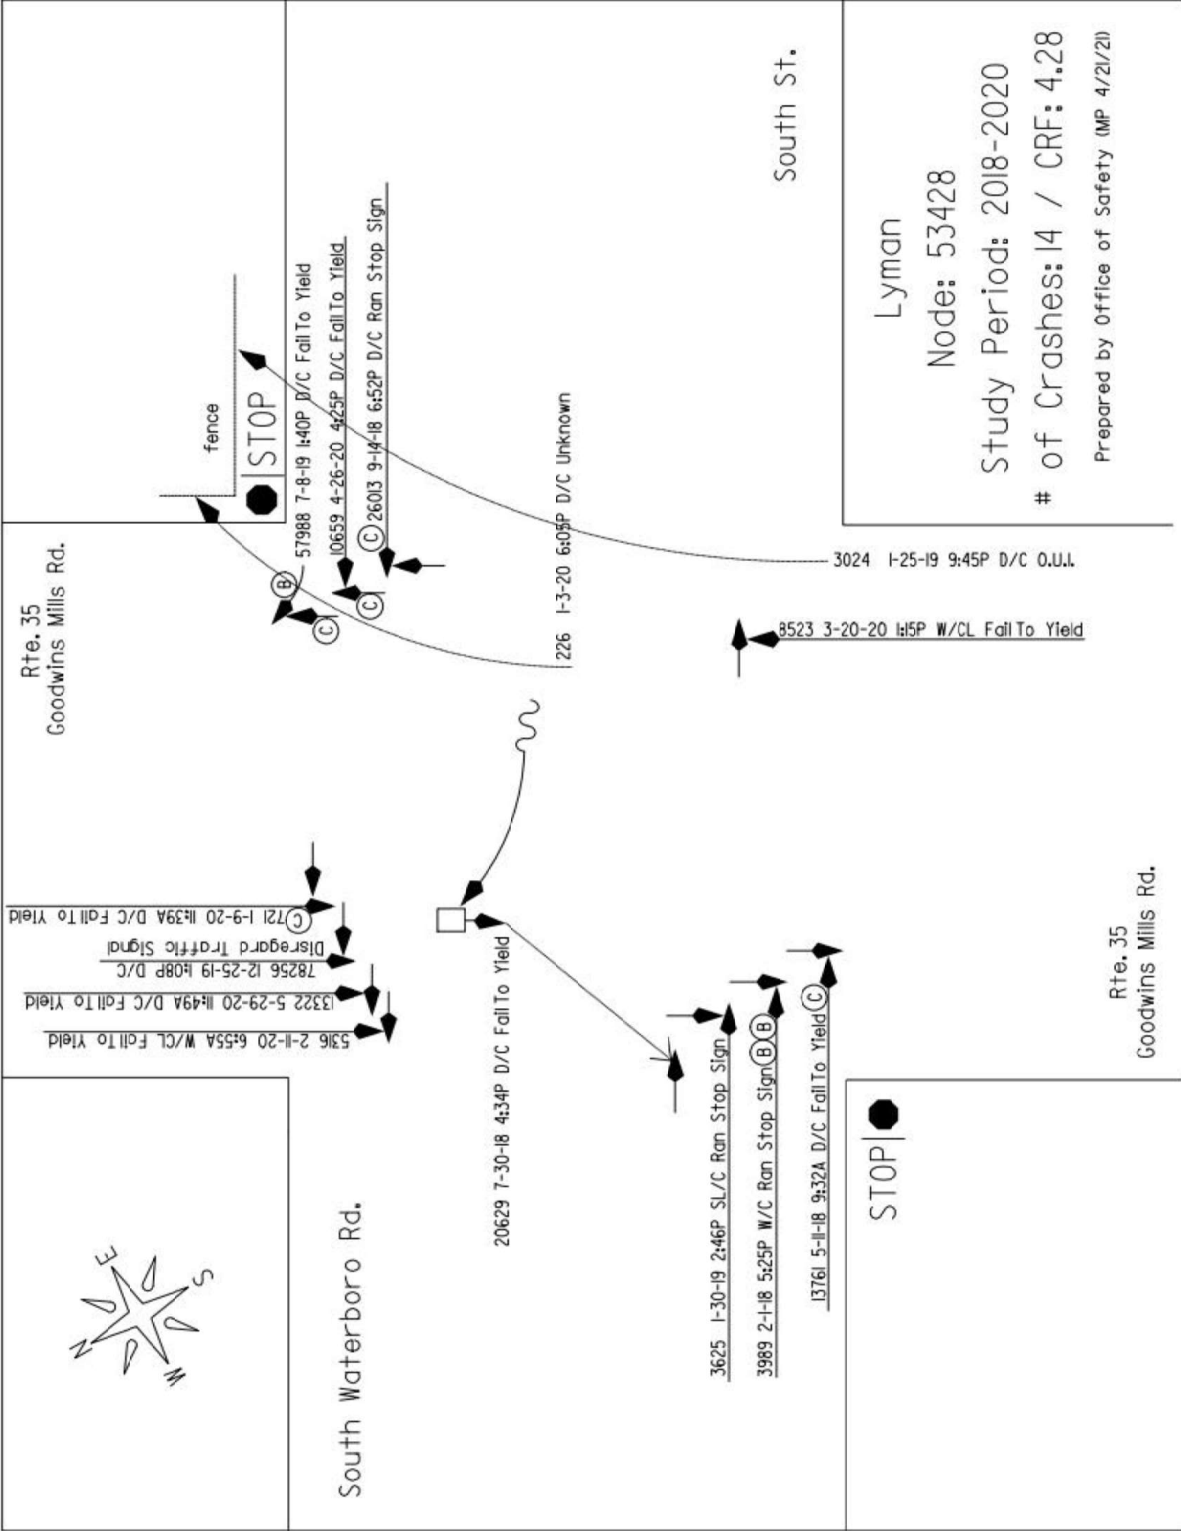 Rte. 35
Goodwins Mills Rd.
fence
STOP
57988 7-8-19 1:40P D/C Fail To Yield
10659 4-26-20 4:25P D/C Fail To Yield
26013 9-14-18 6:52P D/C Ran Stop Sign
B
C
C
C
226 1-3-20 6:05P D/C Unknown
3024 1-25-19 9:45P D/C O.U.I.
8523 3-20-20 1:15P W/CL Fail To Yield
South St.
721 1-9-20 11:39A D/C Fail To Yield
C
78256 12-25-19 1:08P D/C
Disregard Traffic Signal
13322 5-29-20 11:49A D/C Fail To Yield
5316 2-11-20 6:55A W/CL Fail To Yield
20629 7-30-18 4:34P D/C Fail To Yield
N
E
S
W
South Waterboro Rd.
3625 1-30-19 2:46P SL/C Ran Stop Sign
3989 2-1-18 5:25P W/C Ran Stop Sign B B
13761 5-11-18 9:32A D/C Fail To Yield C
STOP
Rte. 35
Goodwins Mills Rd.
Lyman
Node: 53428
Study Period: 2018-2020
# of Crashes: 14 / CRF: 4.28
Prepared by Office of Safety (MP 4/21/21)